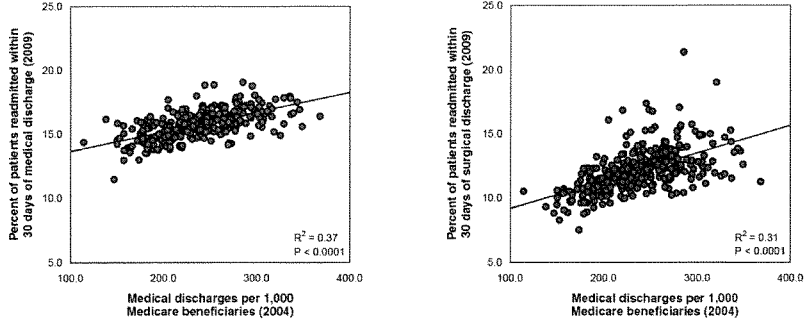 Percent of patients readmitted within
30 days of medical discharge (2009)
25.0
20.0
15.0
10.0
5.0
R² = 0.37
P < 0.0001
100.0 200.0 300.0 400.0
Medical discharges per 1,000
Medicare beneficiaries (2004)
Percent of patients readmitted within
30 days of surgical discharge (2009)
25.0
20.0
15.0
10.0
5.0
R² = 0.31
P < 0.0001
100.0 200.0 300.0 400.0
Medical discharges per 1,000
Medicare beneficiaries (2004)